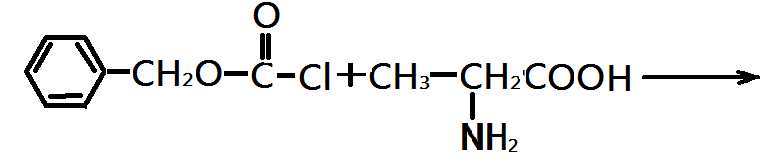 O
CH₂O C Cl + CH₃ CH₂COOH
NH₂